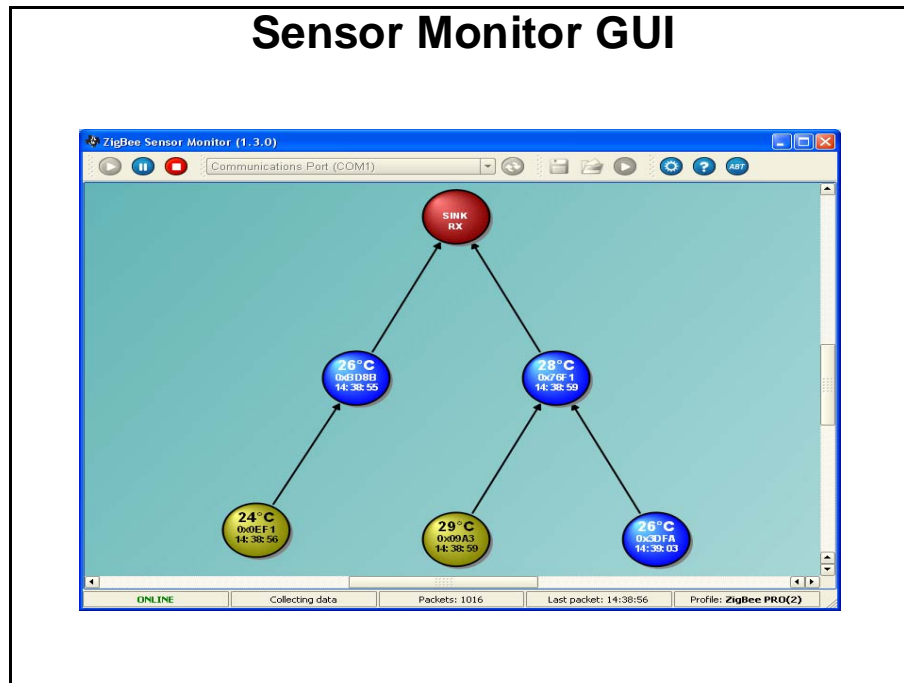 Sensor Monitor GUI
ZigBee Sensor Monitor (1.3.0)
Communications Port (COM1)
ABT
SINK
RX
26°C
0xBD8B
14:38:55
28°C
0x76F1
14:38:59
24°C
0x0EF1
14:38:56
29°C
0x09A3
14:38:59
26°C
0x3DFA
14:39:03
ONLINE
Collecting data
Packets: 1016
Last packet: 14:38:56
Profile: ZigBee PRO(2)